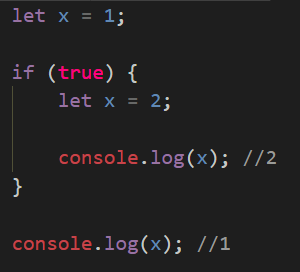 let x = 1;
if (true) {
    let x = 2;
    console.log(x); //2
}
console.log(x); //1